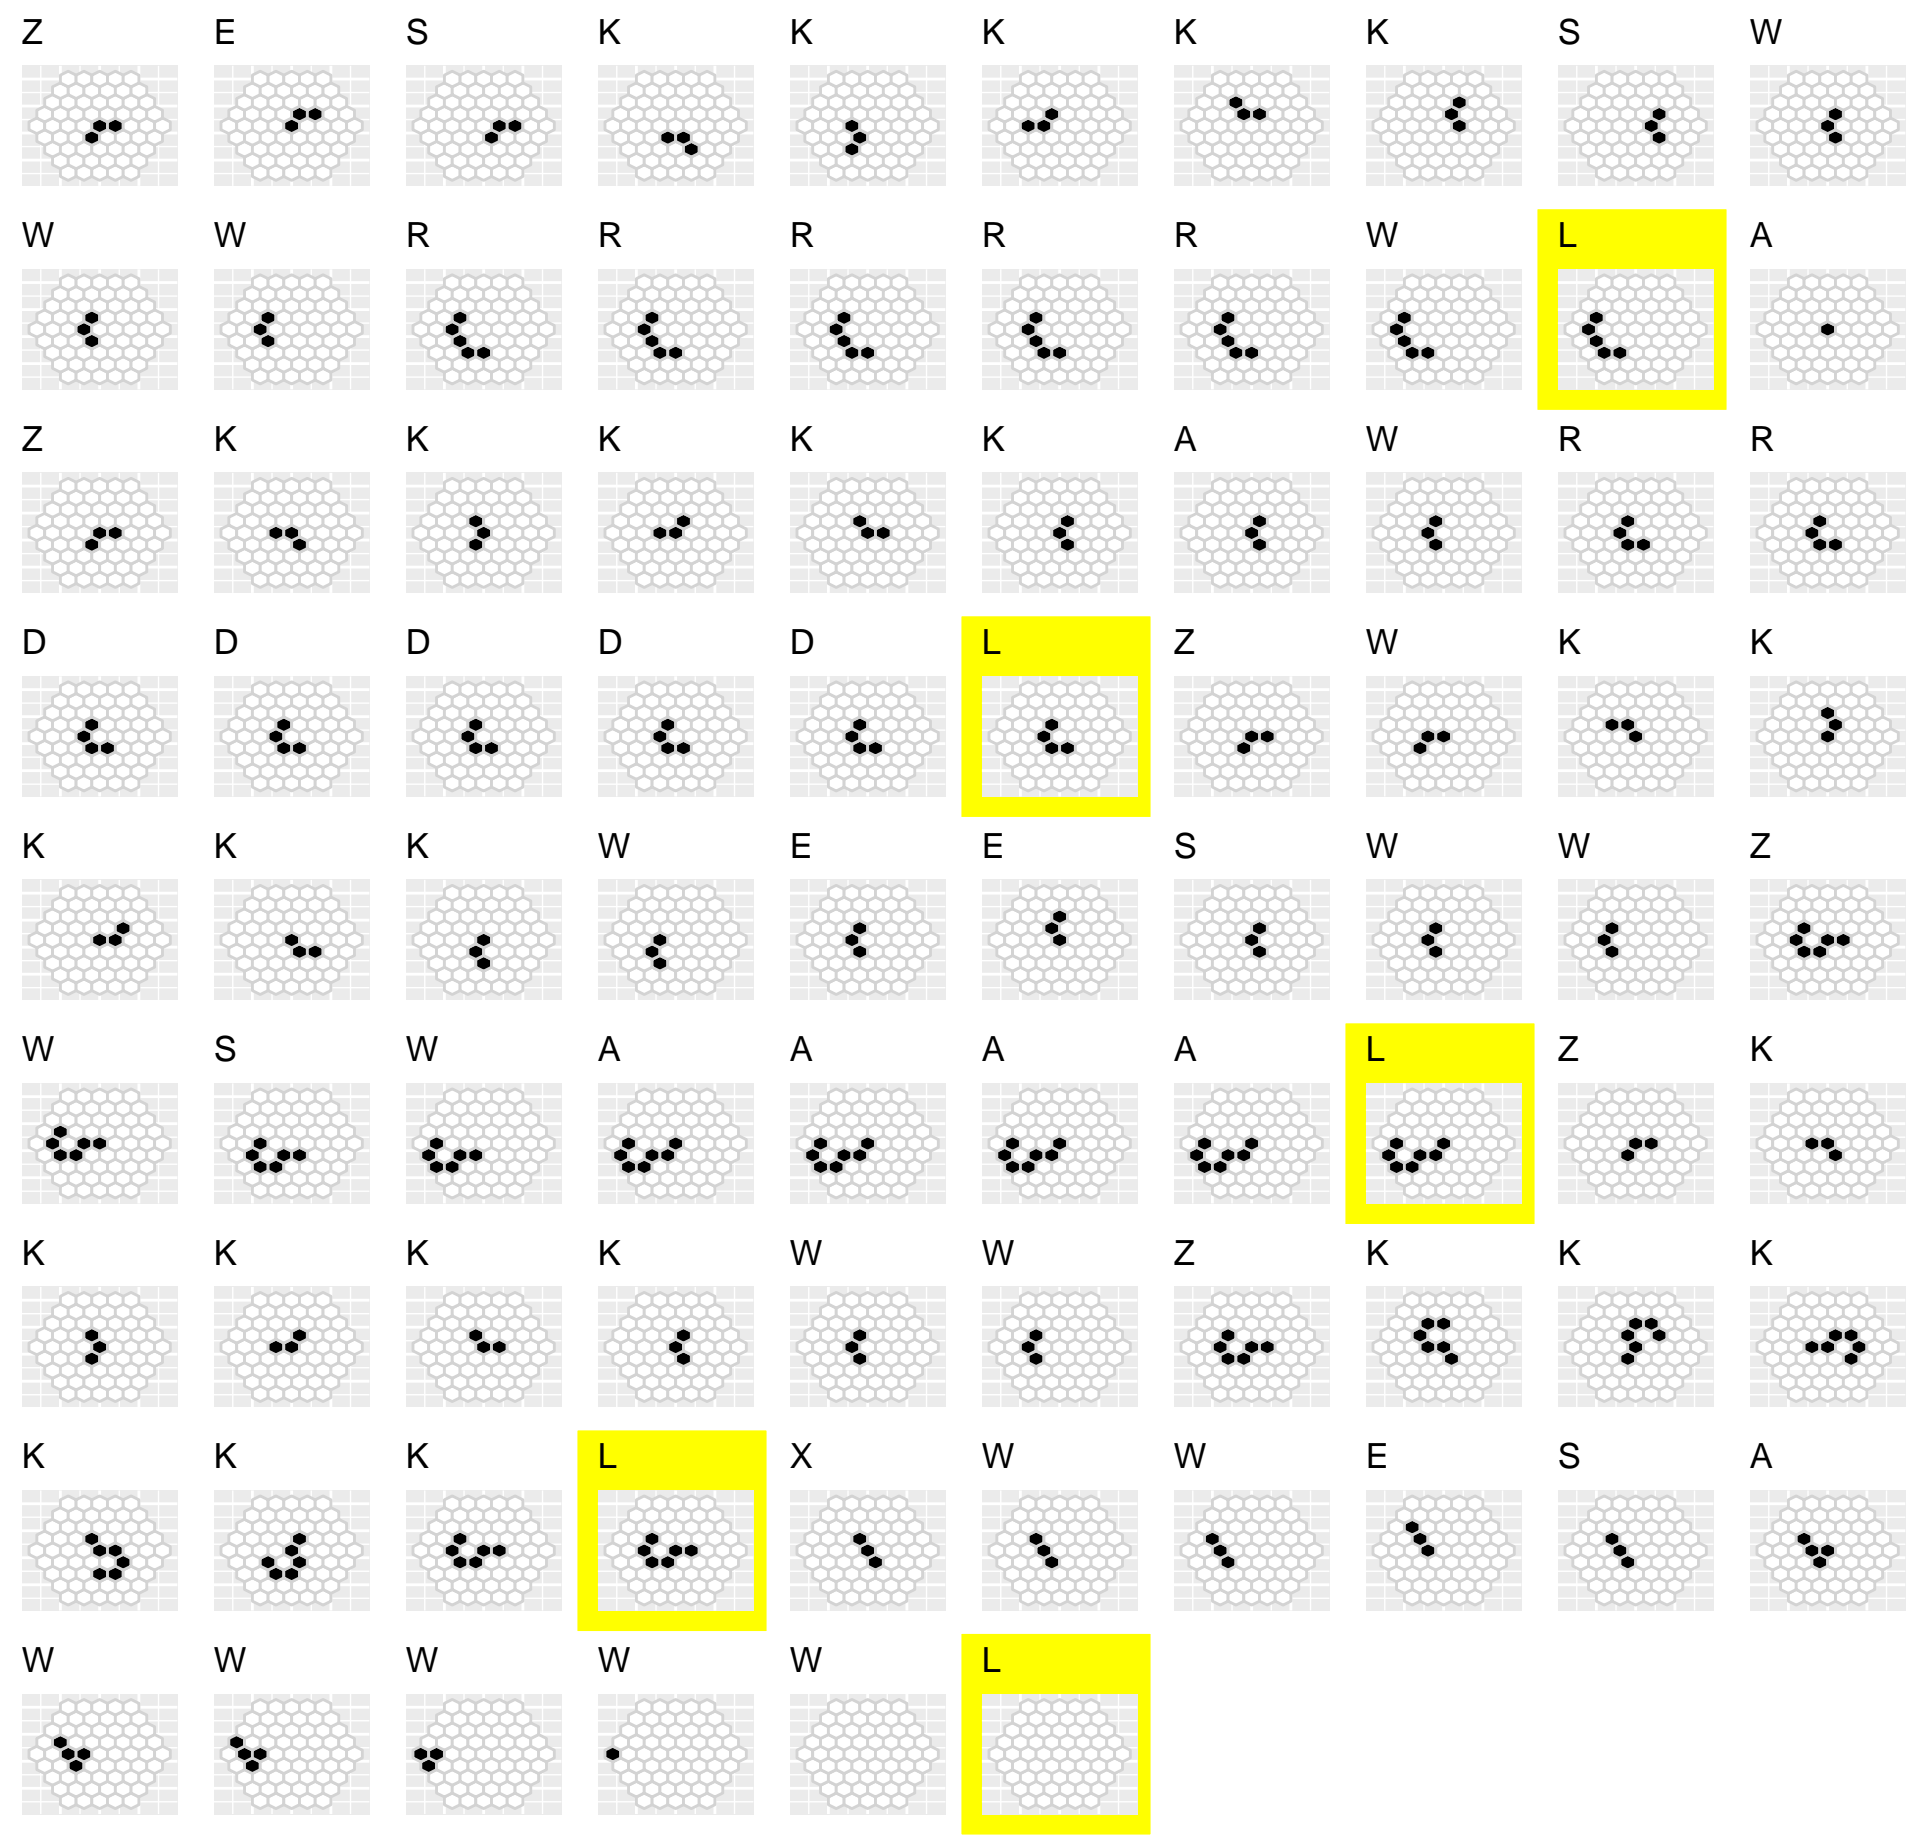 Z E S K K K K K S W
W W R R R R R W L A
Z K K K K K A W R R
D D D D D L Z W K K
K K K W E E S W W Z
W S W A A A A L Z K
K K K K W W Z K K K
K K K L X W W E S A
W W W W W L